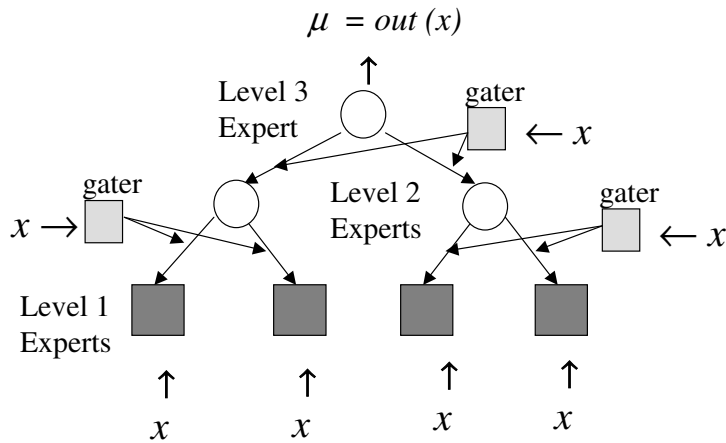 μ = out (x)
Level 3
Expert
gater
← x
gater
x →
Level 2
Experts
gater
← x
Level 1
Experts
x
x
x
x